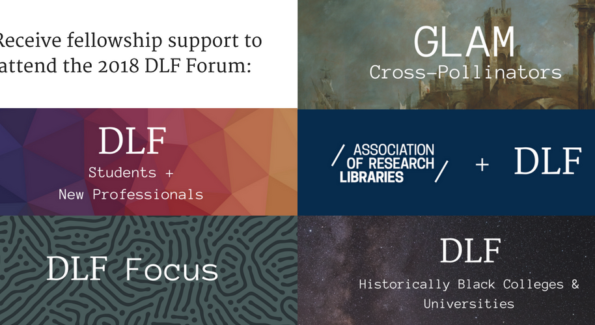 Receive fellowship support to
attend the 2018 DLF Forum:
GLAM
Cross-Pollinators
DLF
Students +
New Professionals
/ ASSOCIATION
OF RESEARCH
LIBRARIES /
+ DLF
DLF Focus
DLF
Historically Black Colleges &
Universities